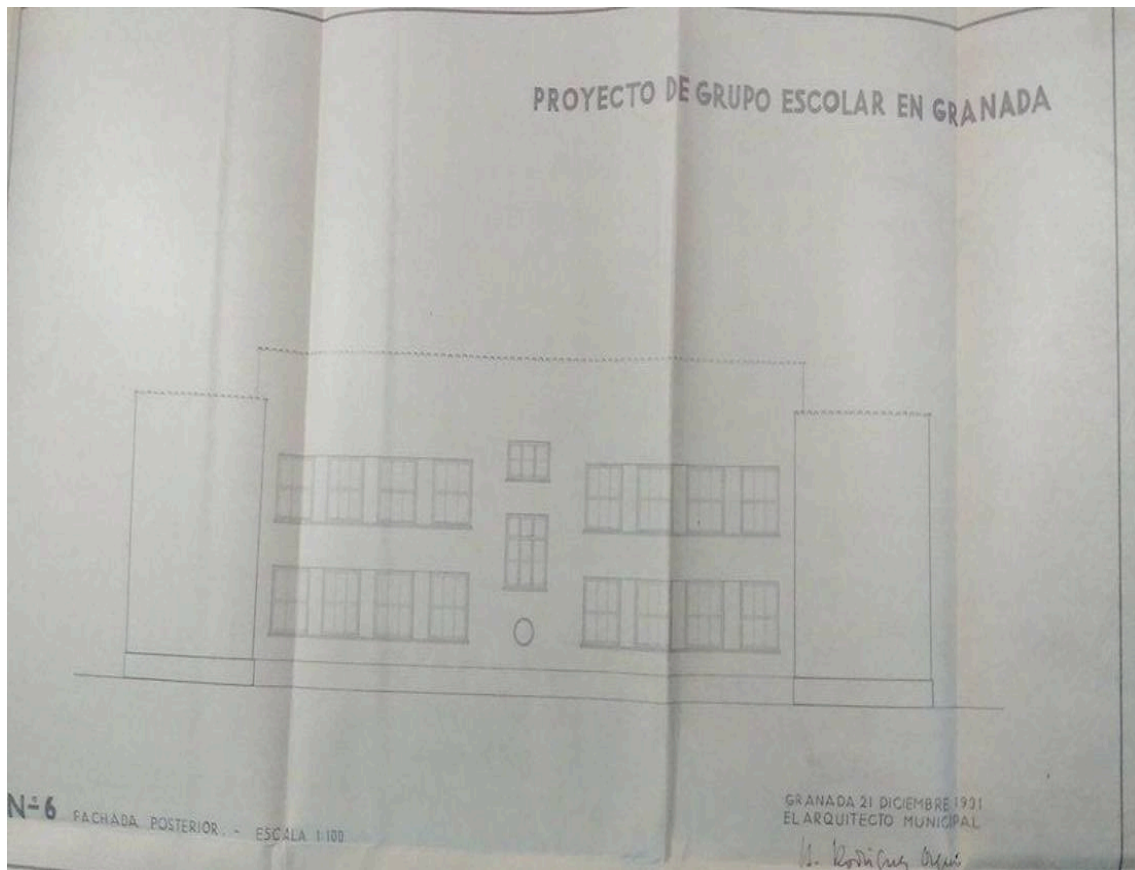 PROYECTO DE GRUPO ESCOLAR EN GRANADA
Nº 6 FACHADA POSTERIOR. - ESCALA 1:100
GRANADA 21 DICIEMBRE 1931
EL ARQUITECTO MUNICIPAL
Rodríguez